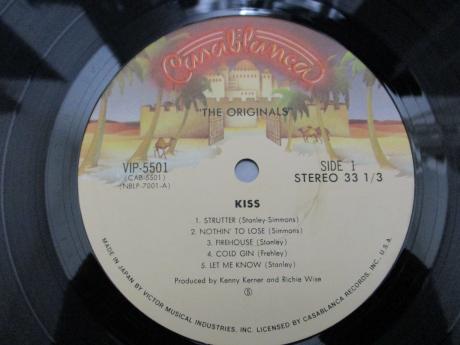 Casablanca
"THE ORIGINALS"
VIP-5501
(CAB-5501)
(NBLP-7001-A)
SIDE 1
STEREO 33 1/3
KISS
1. STRUTTER (Stanley-Simmons)
2. NOTHIN' TO LOSE (Simmons)
3. FIREHOUSE (Stanley)
4. COLD GIN (Frehley)
5. LET ME KNOW (Stanley)
Produced by Kenny Kerner and Richie Wise
Ⓢ
MADE IN JAPAN BY VICTOR MUSICAL INDUSTRIES, INC. LICENSED BY CASABLANCA RECORDS, INC., U.S.A.